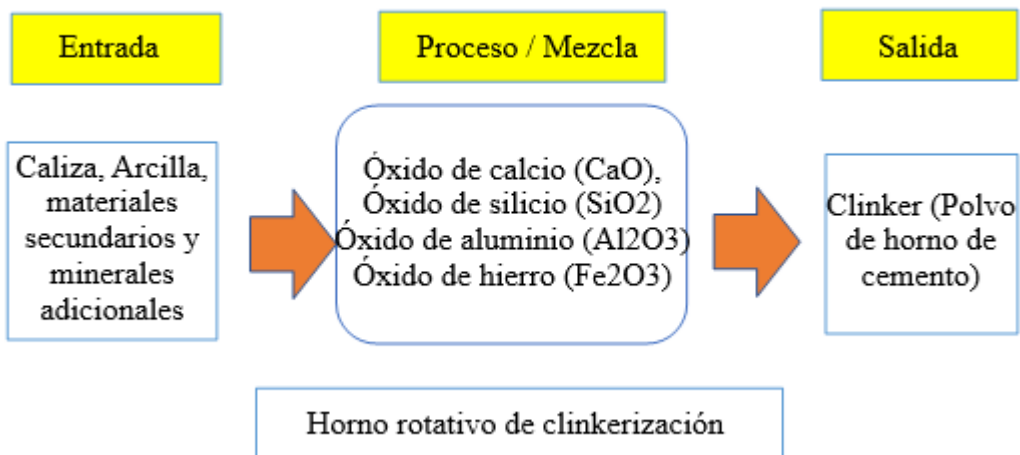 Entrada
Proceso / Mezcla
Salida
Caliza, Arcilla,
materiales
secundarios y
minerales
adicionales
Óxido de calcio (CaO),
Óxido de silicio (SiO2)
Óxido de aluminio (Al2O3)
Óxido de hierro (Fe2O3)
Clinker (Polvo
de horno de
cemento)
Horno rotativo de clinkerización